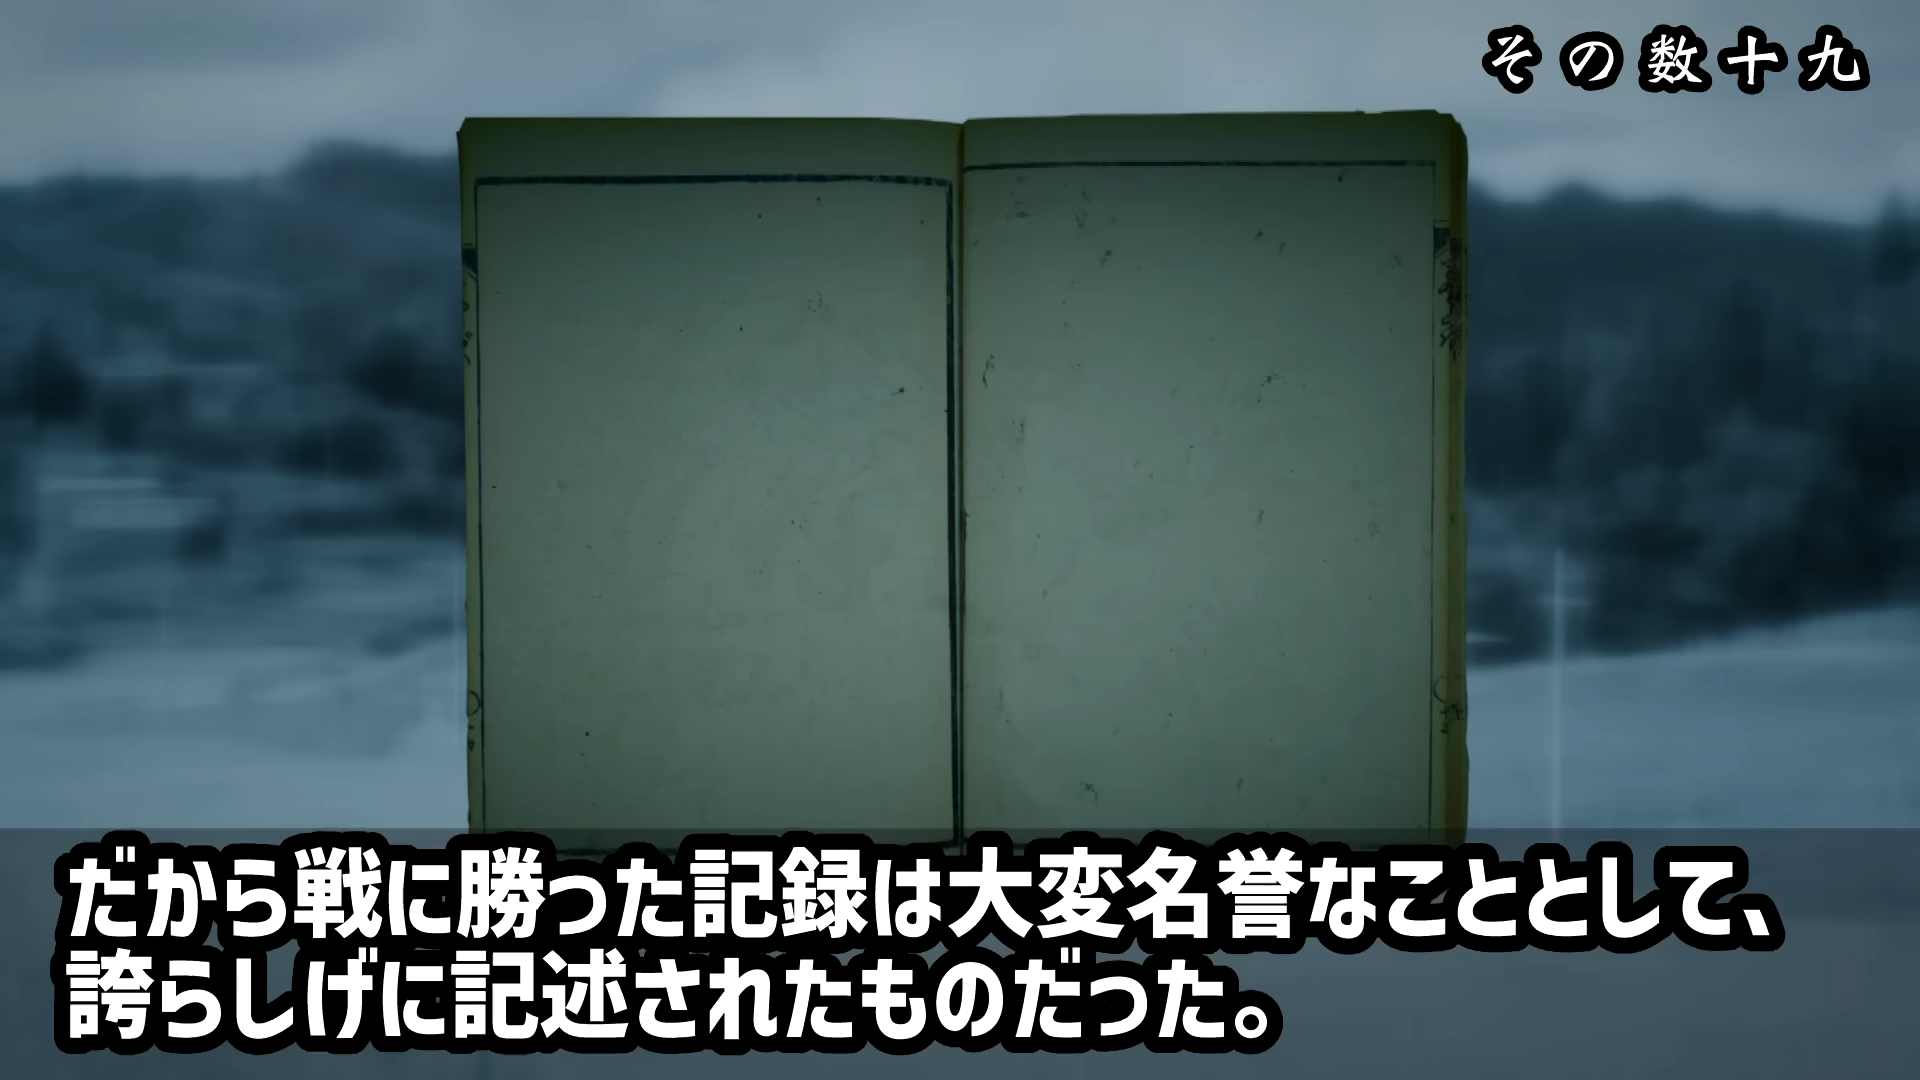 その数十九
だから戦に勝った記録は大変名誉なこととして、
誇らしげに記述されたものだった。